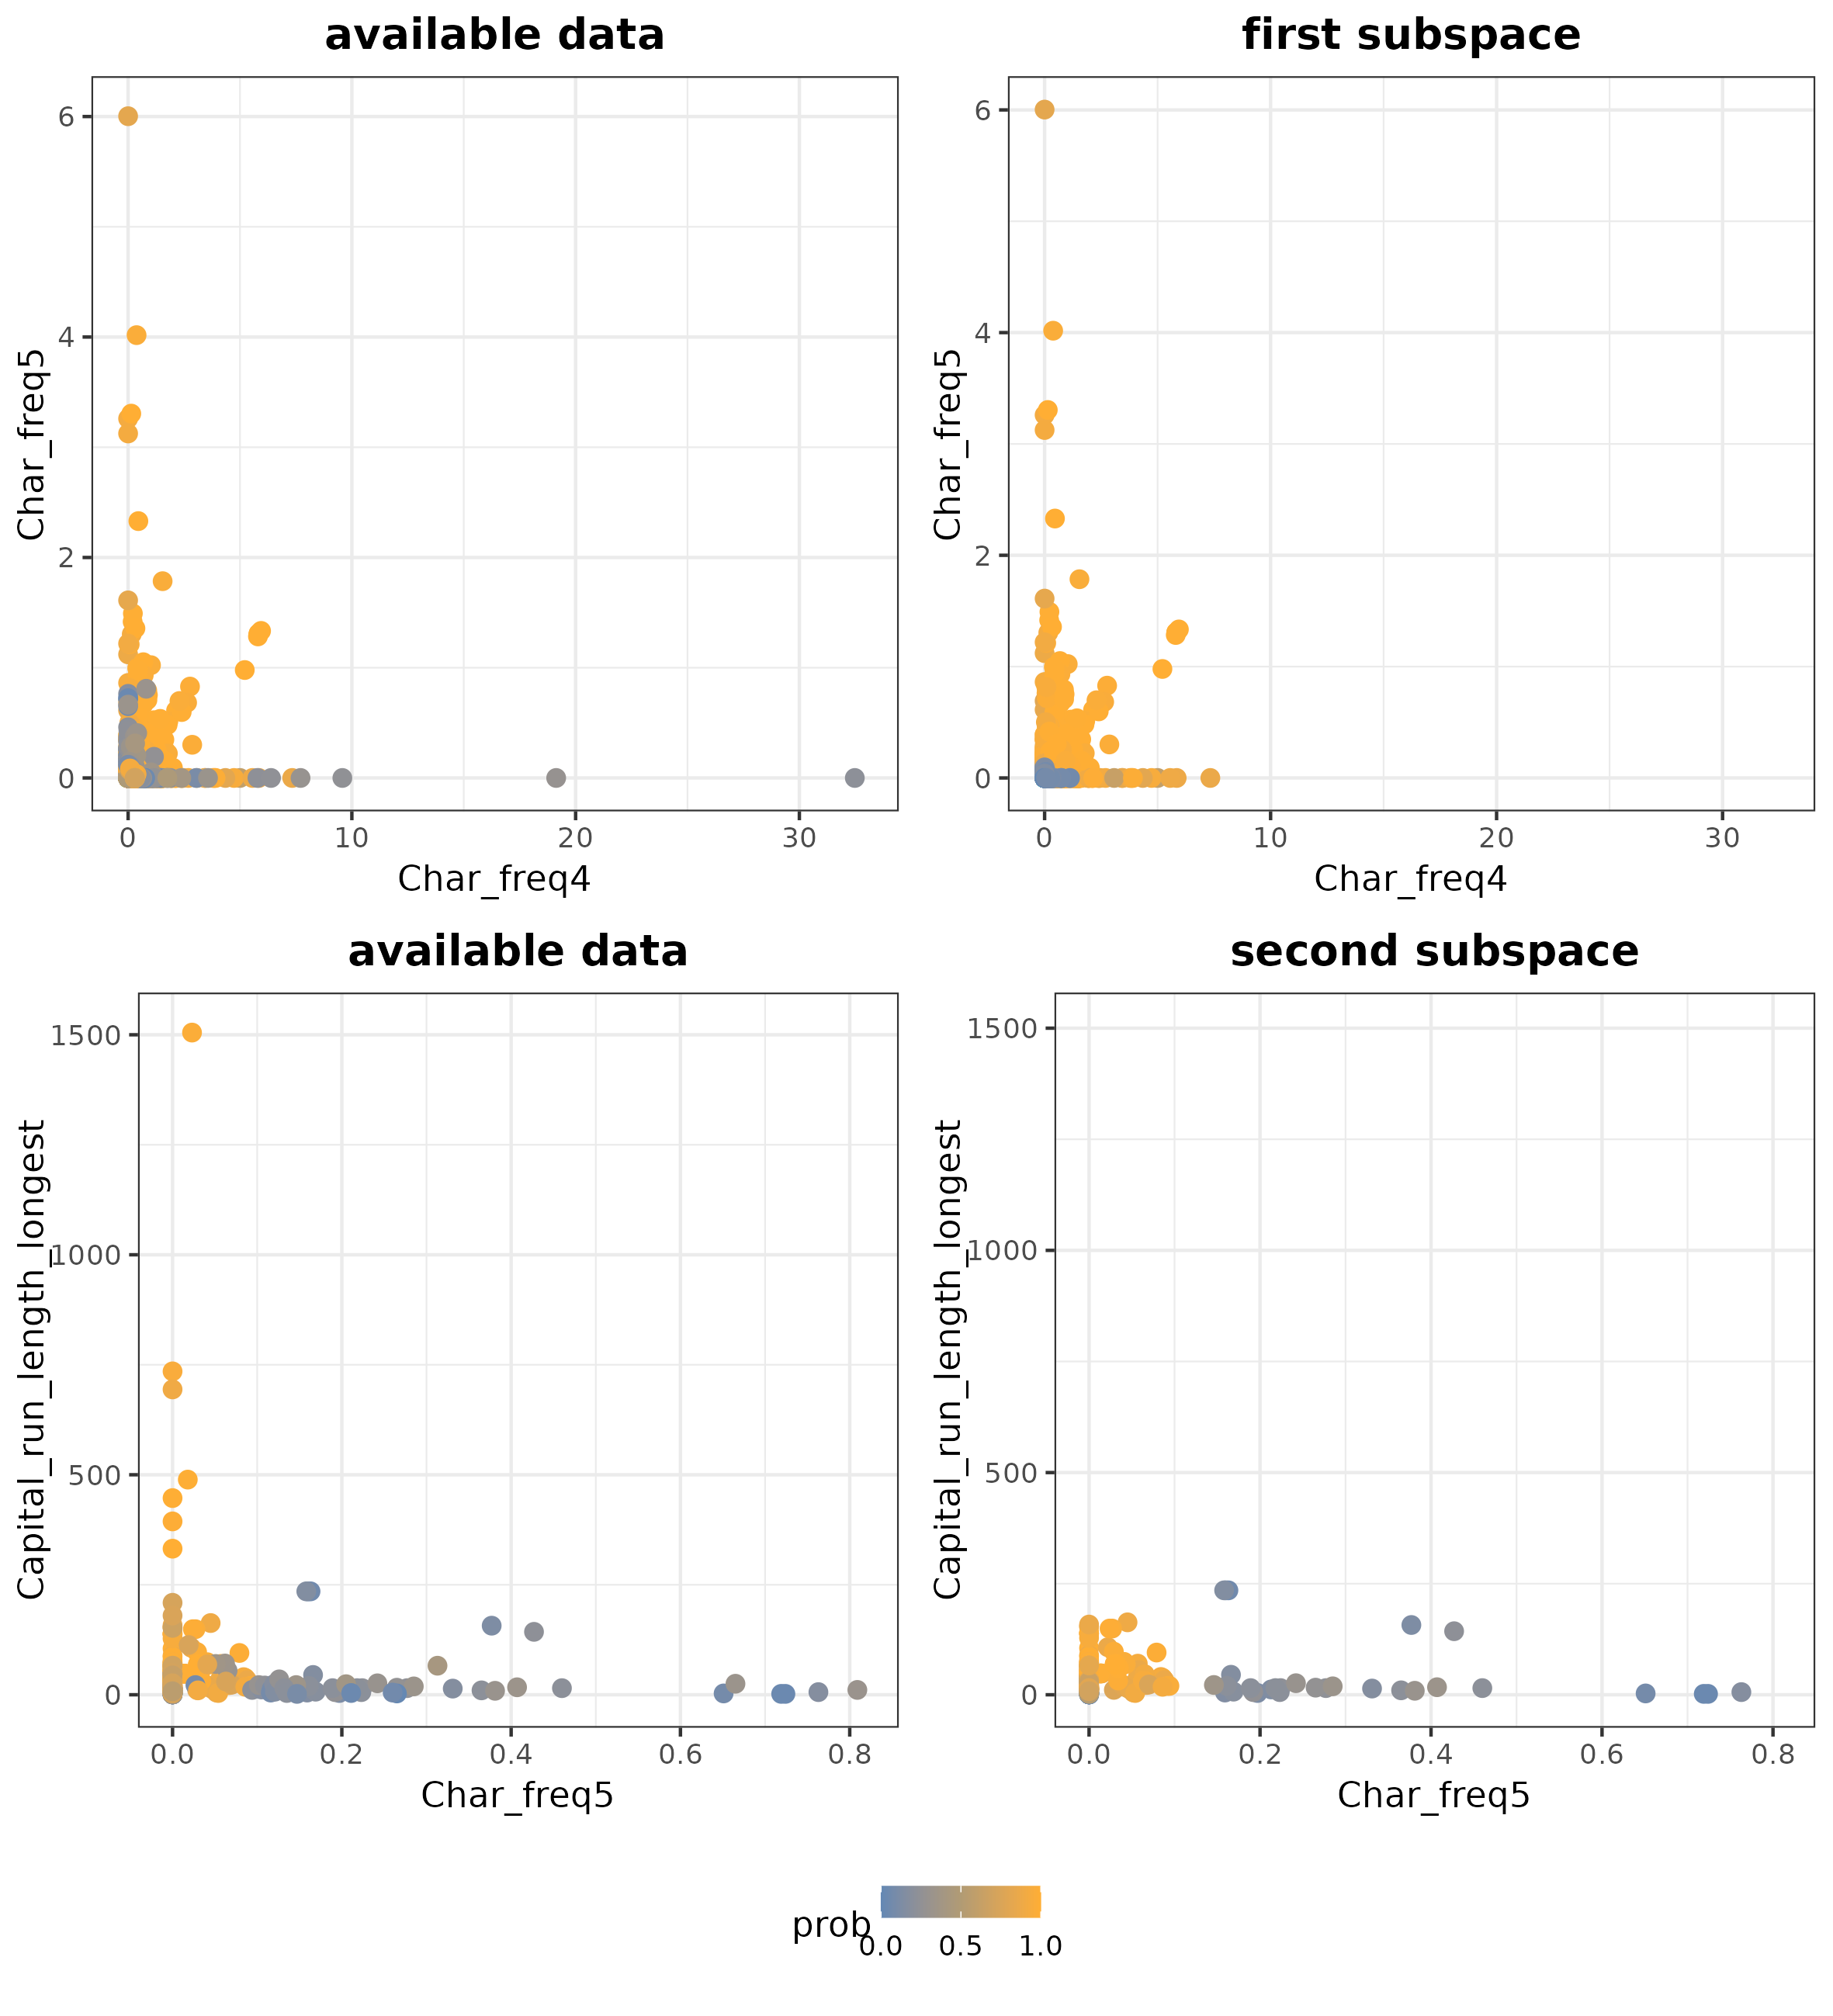 available data
first subspace
6
4
2
0
Char_freq5
0 10 20 30
Char_freq4
6
4
2
0
Char_freq5
0 10 20 30
Char_freq4
available data
second subspace
1500
1000
500
0
Capital_run_length_longest
0.0 0.2 0.4 0.6 0.8
Char_freq5
1500
1000
500
0
Capital_run_length_longest
0.0 0.2 0.4 0.6 0.8
Char_freq5
prob
0.0 0.5 1.0